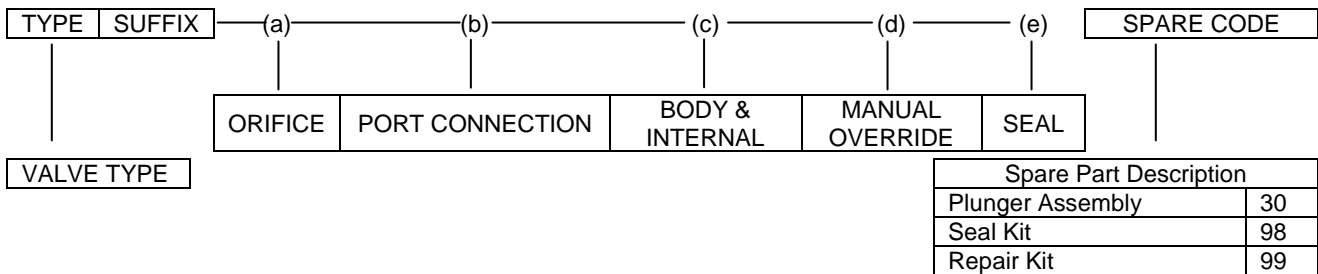 TYPE SUFFIX (a) (b) (c) (d) (e) SPARE CODE
ORIFICE PORT CONNECTION BODY & INTERNAL MANUAL OVERRIDE SEAL
VALVE TYPE
Spare Part Description
Plunger Assembly 30
Seal Kit 98
Repair Kit 99